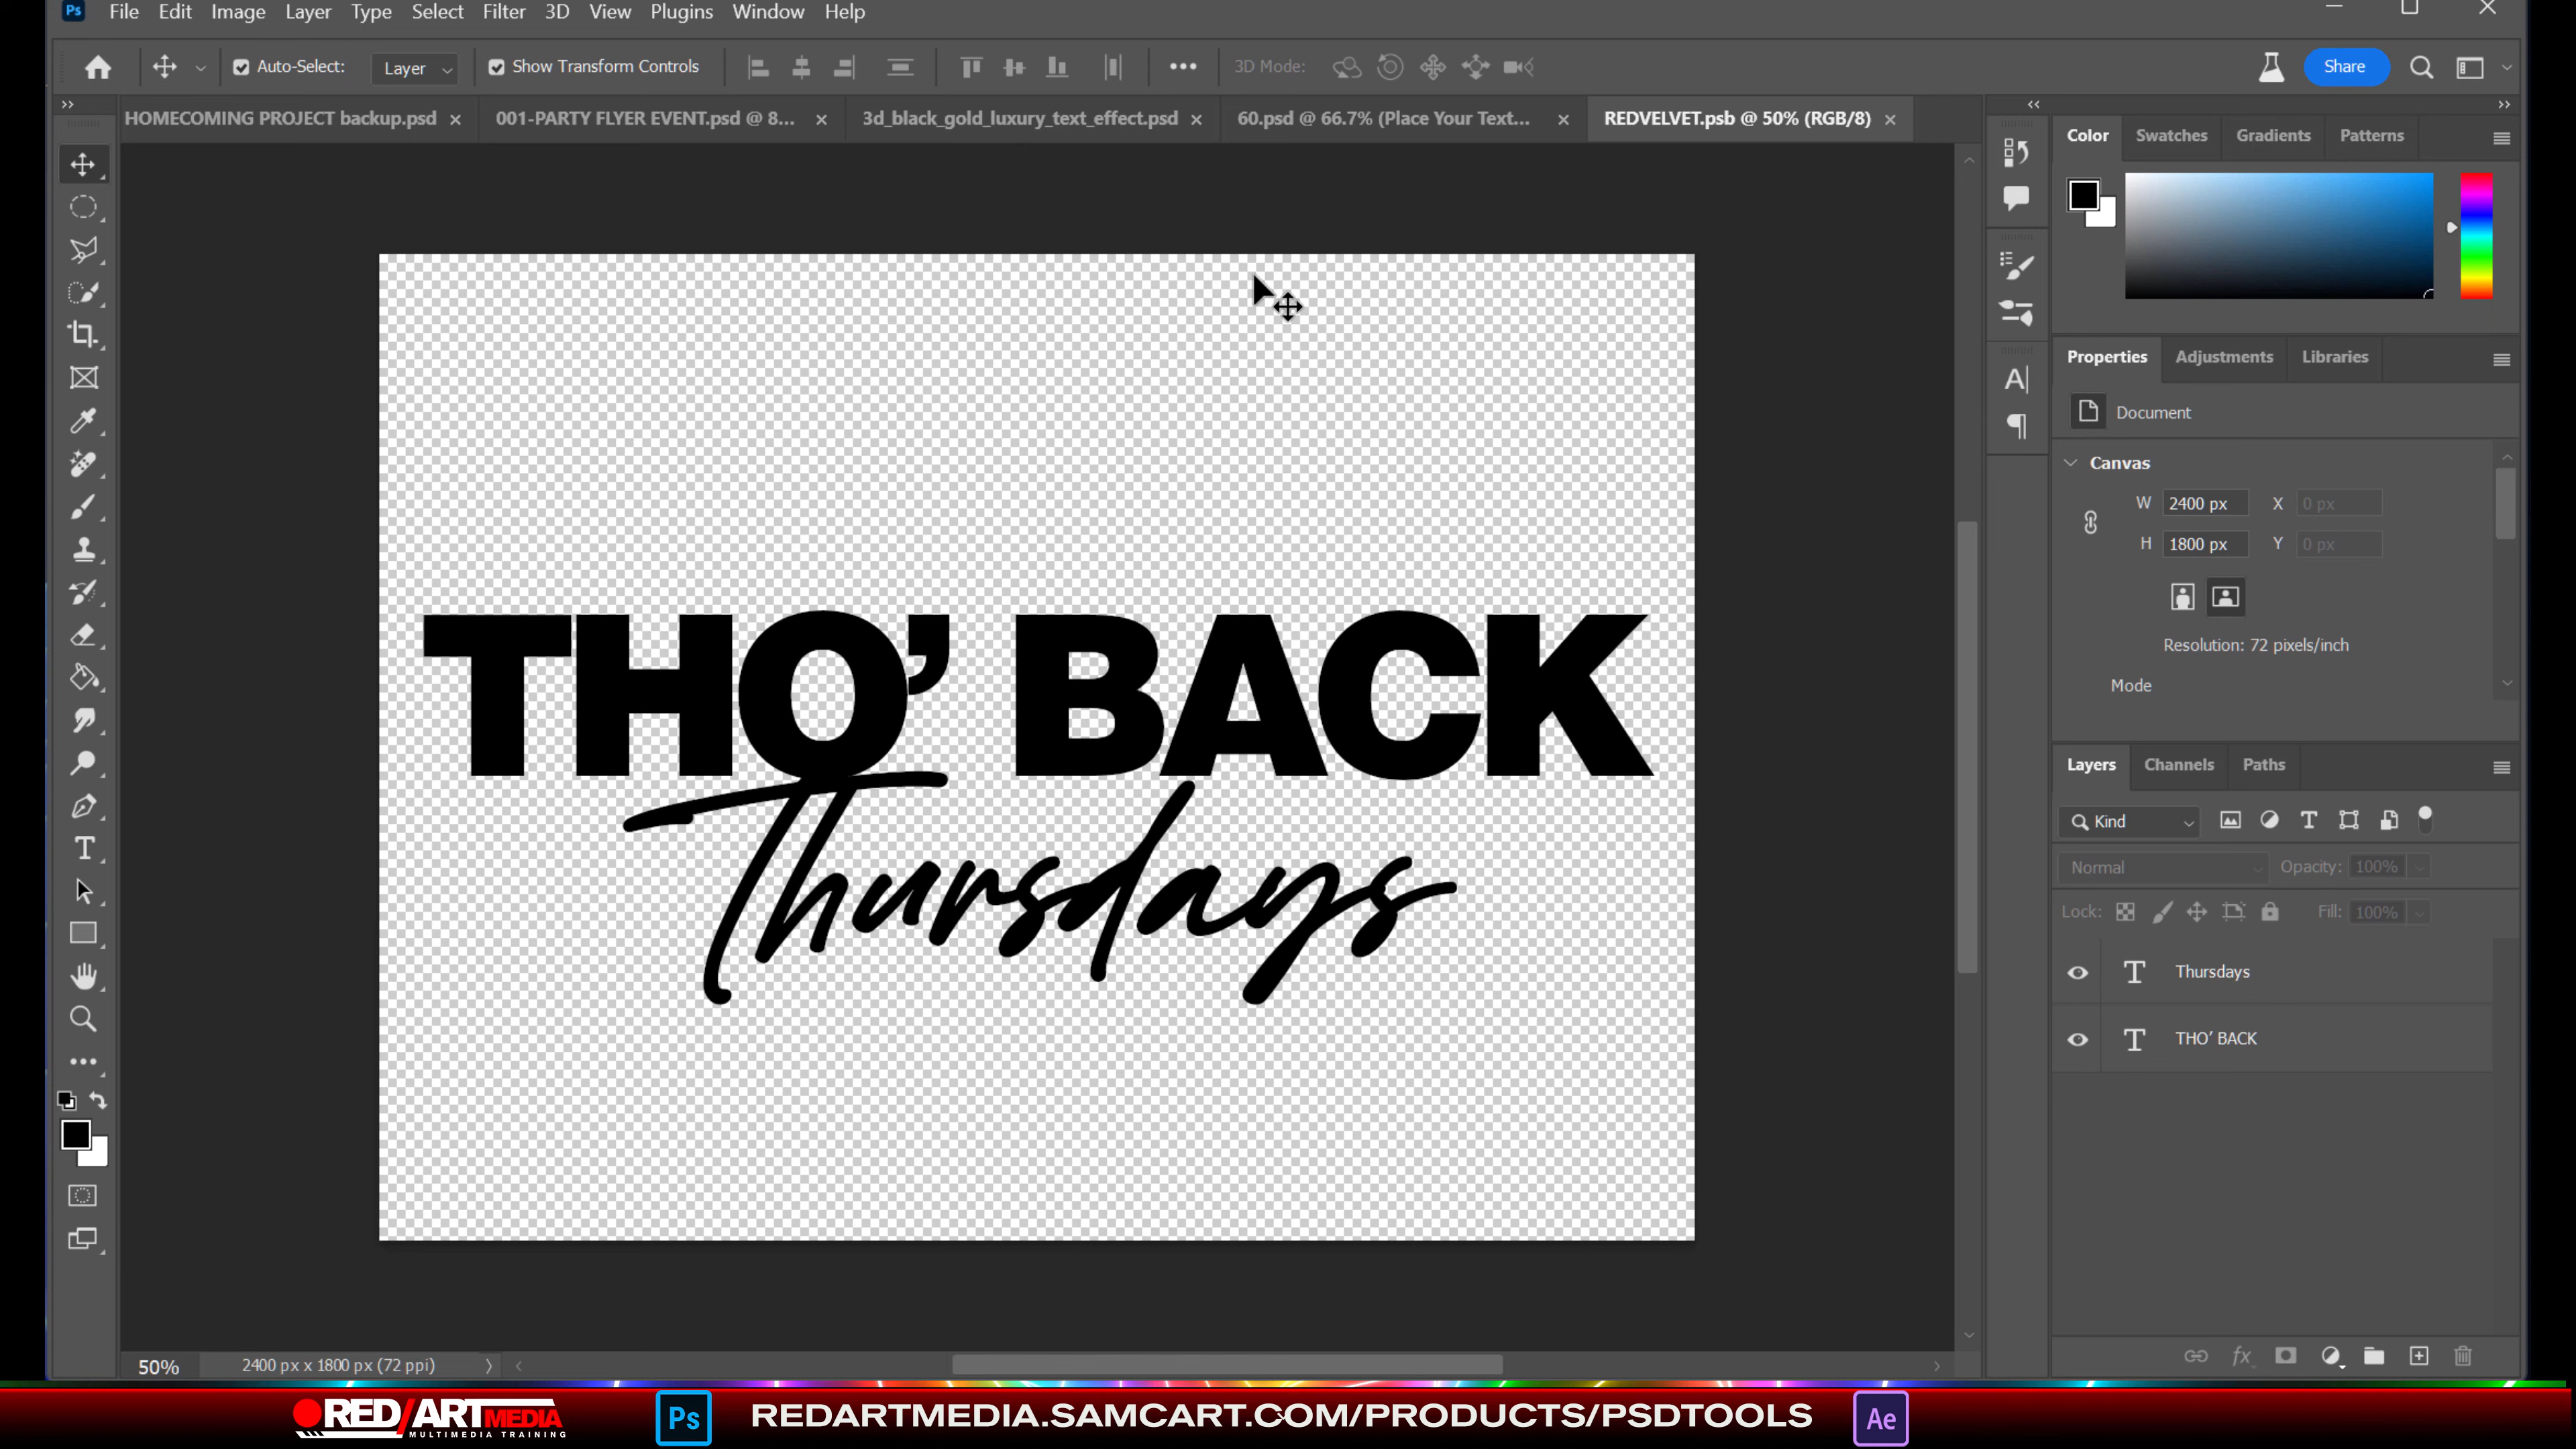 Ps File Edit Image Layer Type Select Filter 3D View Plugins Window Help
Auto-Select: Layer Show Transform Controls 3D Mode: Share
HOMECOMING PROJECT backup.psd 001-PARTY FLYER EVENT.psd @ 8... 3d_black_gold_luxury_text_effect.psd 60.psd @ 66.7% (Place Your Text... REDVELVET.psb @ 50% (RGB/8)
Color Swatches Gradients Patterns
Properties Adjustments Libraries
Document
Canvas
W 2400 px X 0 px
H 1800 px Y 0 px
Resolution: 72 pixels/inch
Mode
THO’ BACK
Thursdays
Layers Channels Paths
Kind
Normal Opacity: 100%
Lock: Fill: 100%
Thursdays
THO’ BACK
fx
50% 2400 px x 1800 px (72 ppi)
RED/ARTMEDIA
MULTIMEDIA TRAINING
Ps
REDARTMEDIA.SAMCART.COM/PRODUCTS/PSDTOOLS
Ae